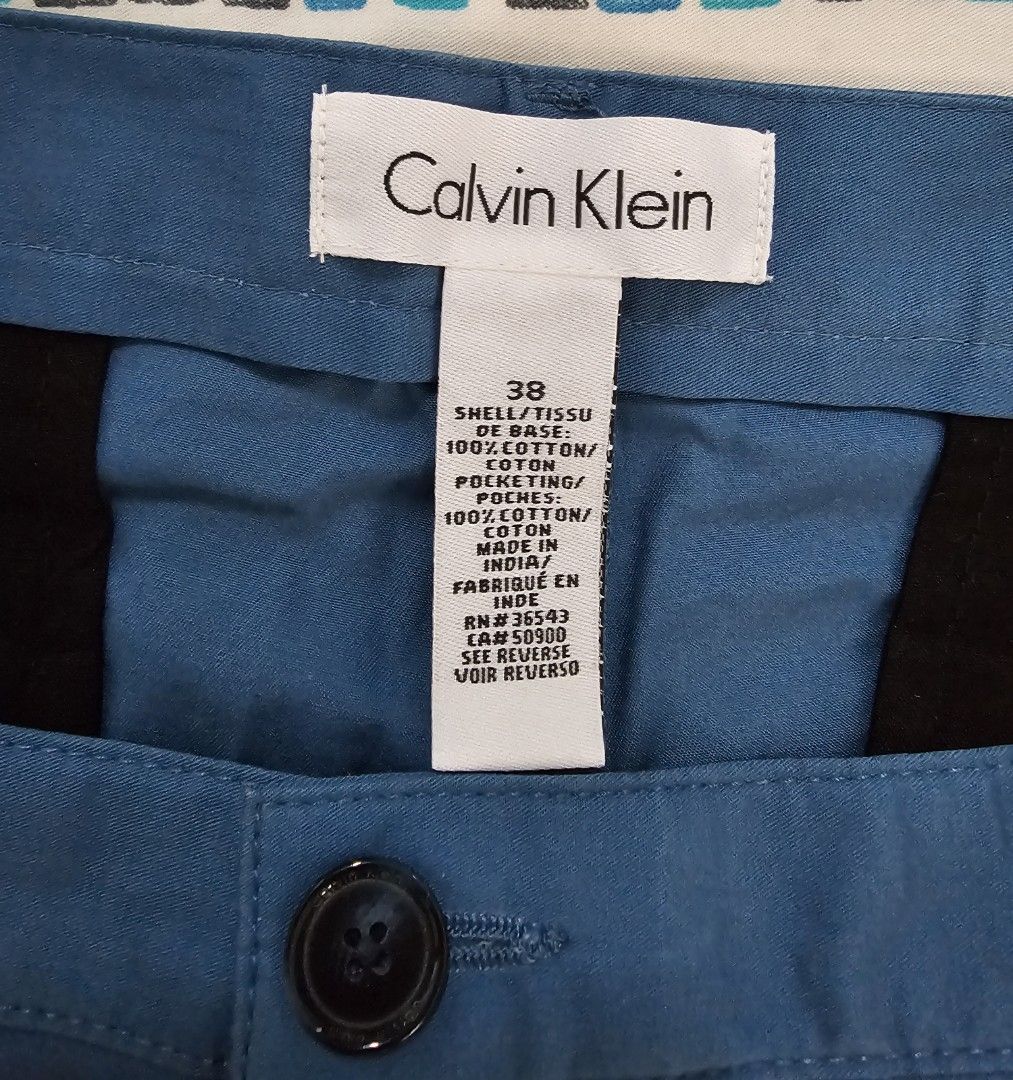 Calvin Klein
38
SHELL/TISSU
DE BASE:
100% COTTON/
COTON
POCKETING/
POCHES:
100% COTTON/
COTON
MADE IN
INDIA/
FABRIQUÉ EN
INDE
RN# 36543
CA# 50900
SEE REVERSE
VOIR REVERSO